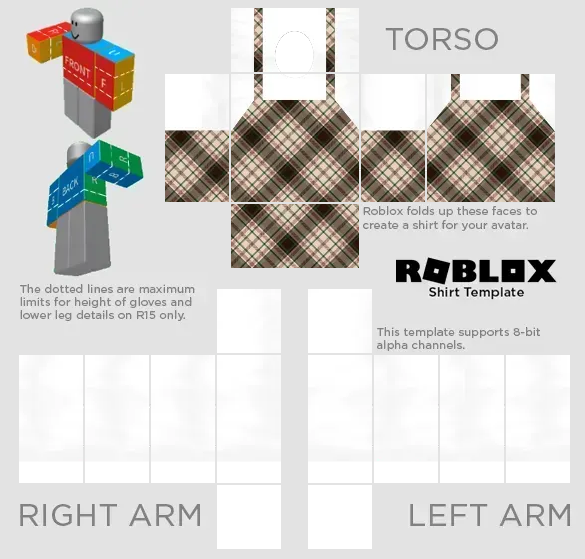 TORSO
FRONT
F
L
U
BACK
R
B
U
Roblox folds up these faces to
create a shirt for your avatar.
ROBLOX
Shirt Template
The dotted lines are maximum
limits for height of gloves and
lower leg details on R15 only.
This template supports 8-bit
alpha channels.
RIGHT ARM
LEFT ARM